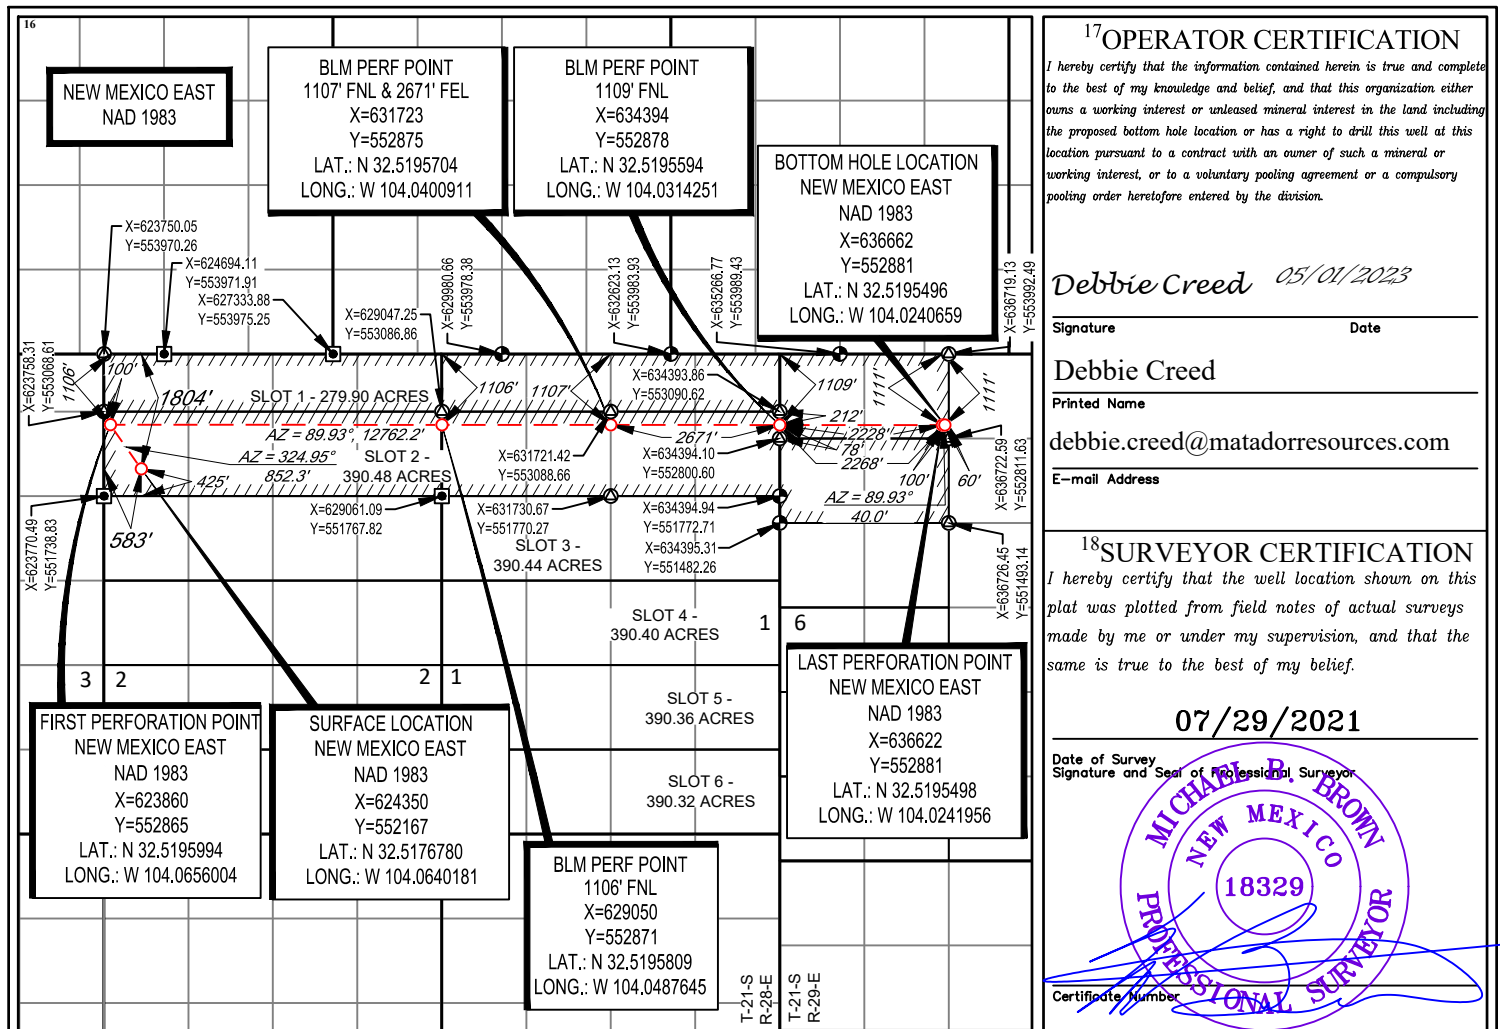 16
NEW MEXICO EAST
NAD 1983
BLM PERF POINT
1107' FNL & 2671' FEL
X=631723
Y=552875
LAT.: N 32.5195704
LONG.: W 104.0400911
BLM PERF POINT
1109' FNL
X=634394
Y=552878
LAT.: N 32.5195594
LONG.: W 104.0314251
BOTTOM HOLE LOCATION
NEW MEXICO EAST
NAD 1983
X=636662
Y=552881
LAT.: N 32.5195496
LONG.: W 104.0240659
X=623750.05
Y=553970.26
X=624694.11
Y=553971.91
X=627333.88
Y=553975.25
X=629047.25
Y=553086.86
X=629980.66
Y=553978.38
X=632623.13
Y=553983.93
X=635266.77
Y=553989.43
X=636719.13
Y=553992.49
X=623758.31
Y=553068.61
1106'
100'
1804'
SLOT 1 - 279.90 ACRES
1106'
1107'
X=634393.86
Y=553090.62
1109'
1111'
1111'
212'
AZ = 89.93°, 12762.2'
AZ = 324.95°
852.3'
SLOT 2 -
390.48 ACRES
425'
583'
X=631721.42
Y=553088.66
2671'
X=634394.10
Y=552800.60
2228'
78'
2268'
100'
60'
AZ = 89.93°
40.0'
X=636722.59
Y=552811.63
X=623770.49
Y=551738.83
X=629061.09
Y=551767.82
X=631730.67
Y=551770.27
X=634394.94
Y=551772.71
X=634395.31
Y=551482.26
X=636726.45
Y=551493.14
SLOT 3 -
390.44 ACRES
SLOT 4 -
390.40 ACRES
1 6
3 2
2 1
SLOT 5 -
390.36 ACRES
SLOT 6 -
390.32 ACRES
FIRST PERFORATION POINT
NEW MEXICO EAST
NAD 1983
X=623860
Y=552865
LAT.: N 32.5195994
LONG.: W 104.0656004
SURFACE LOCATION
NEW MEXICO EAST
NAD 1983
X=624350
Y=552167
LAT.: N 32.5176780
LONG.: W 104.0640181
BLM PERF POINT
1106' FNL
X=629050
Y=552871
LAT.: N 32.5195809
LONG.: W 104.0487645
LAST PERFORATION POINT
NEW MEXICO EAST
NAD 1983
X=636622
Y=552881
LAT.: N 32.5195498
LONG.: W 104.0241956
T-21-S
R-28-E
T-21-S
R-29-E
17OPERATOR CERTIFICATION
I hereby certify that the information contained herein is true and complete
to the best of my knowledge and belief, and that this organization either
owns a working interest or unleased mineral interest in the land including
the proposed bottom hole location or has a right to drill this well at this
location pursuant to a contract with an owner of such a mineral or
working interest, or to a voluntary pooling agreement or a compulsory
pooling order heretofore entered by the division.
Debbie Creed 05/01/2023
Signature Date
Debbie Creed
Printed Name
debbie.creed@matadorresources.com
E-mail Address
18SURVEYOR CERTIFICATION
I hereby certify that the well location shown on this
plat was plotted from field notes of actual surveys
made by me or under my supervision, and that the
same is true to the best of my belief.
07/29/2021
Date of Survey
Signature and Seal of Professional Surveyor
MICHAEL B. BROWN
NEW MEXICO
18329
PROFESSIONAL SURVEYOR
Certificate Number